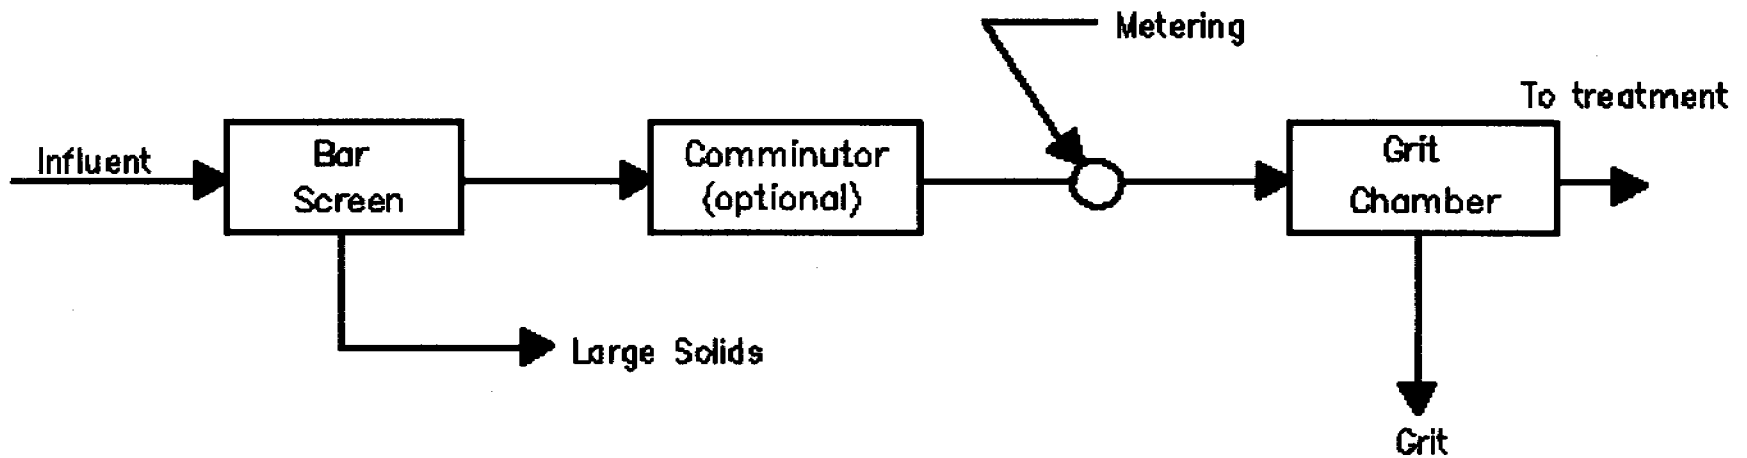 Metering
To treatment
Influent
Bar
Screen
Comminutor
(optional)
Grit
Chamber
Large Solids
Grit